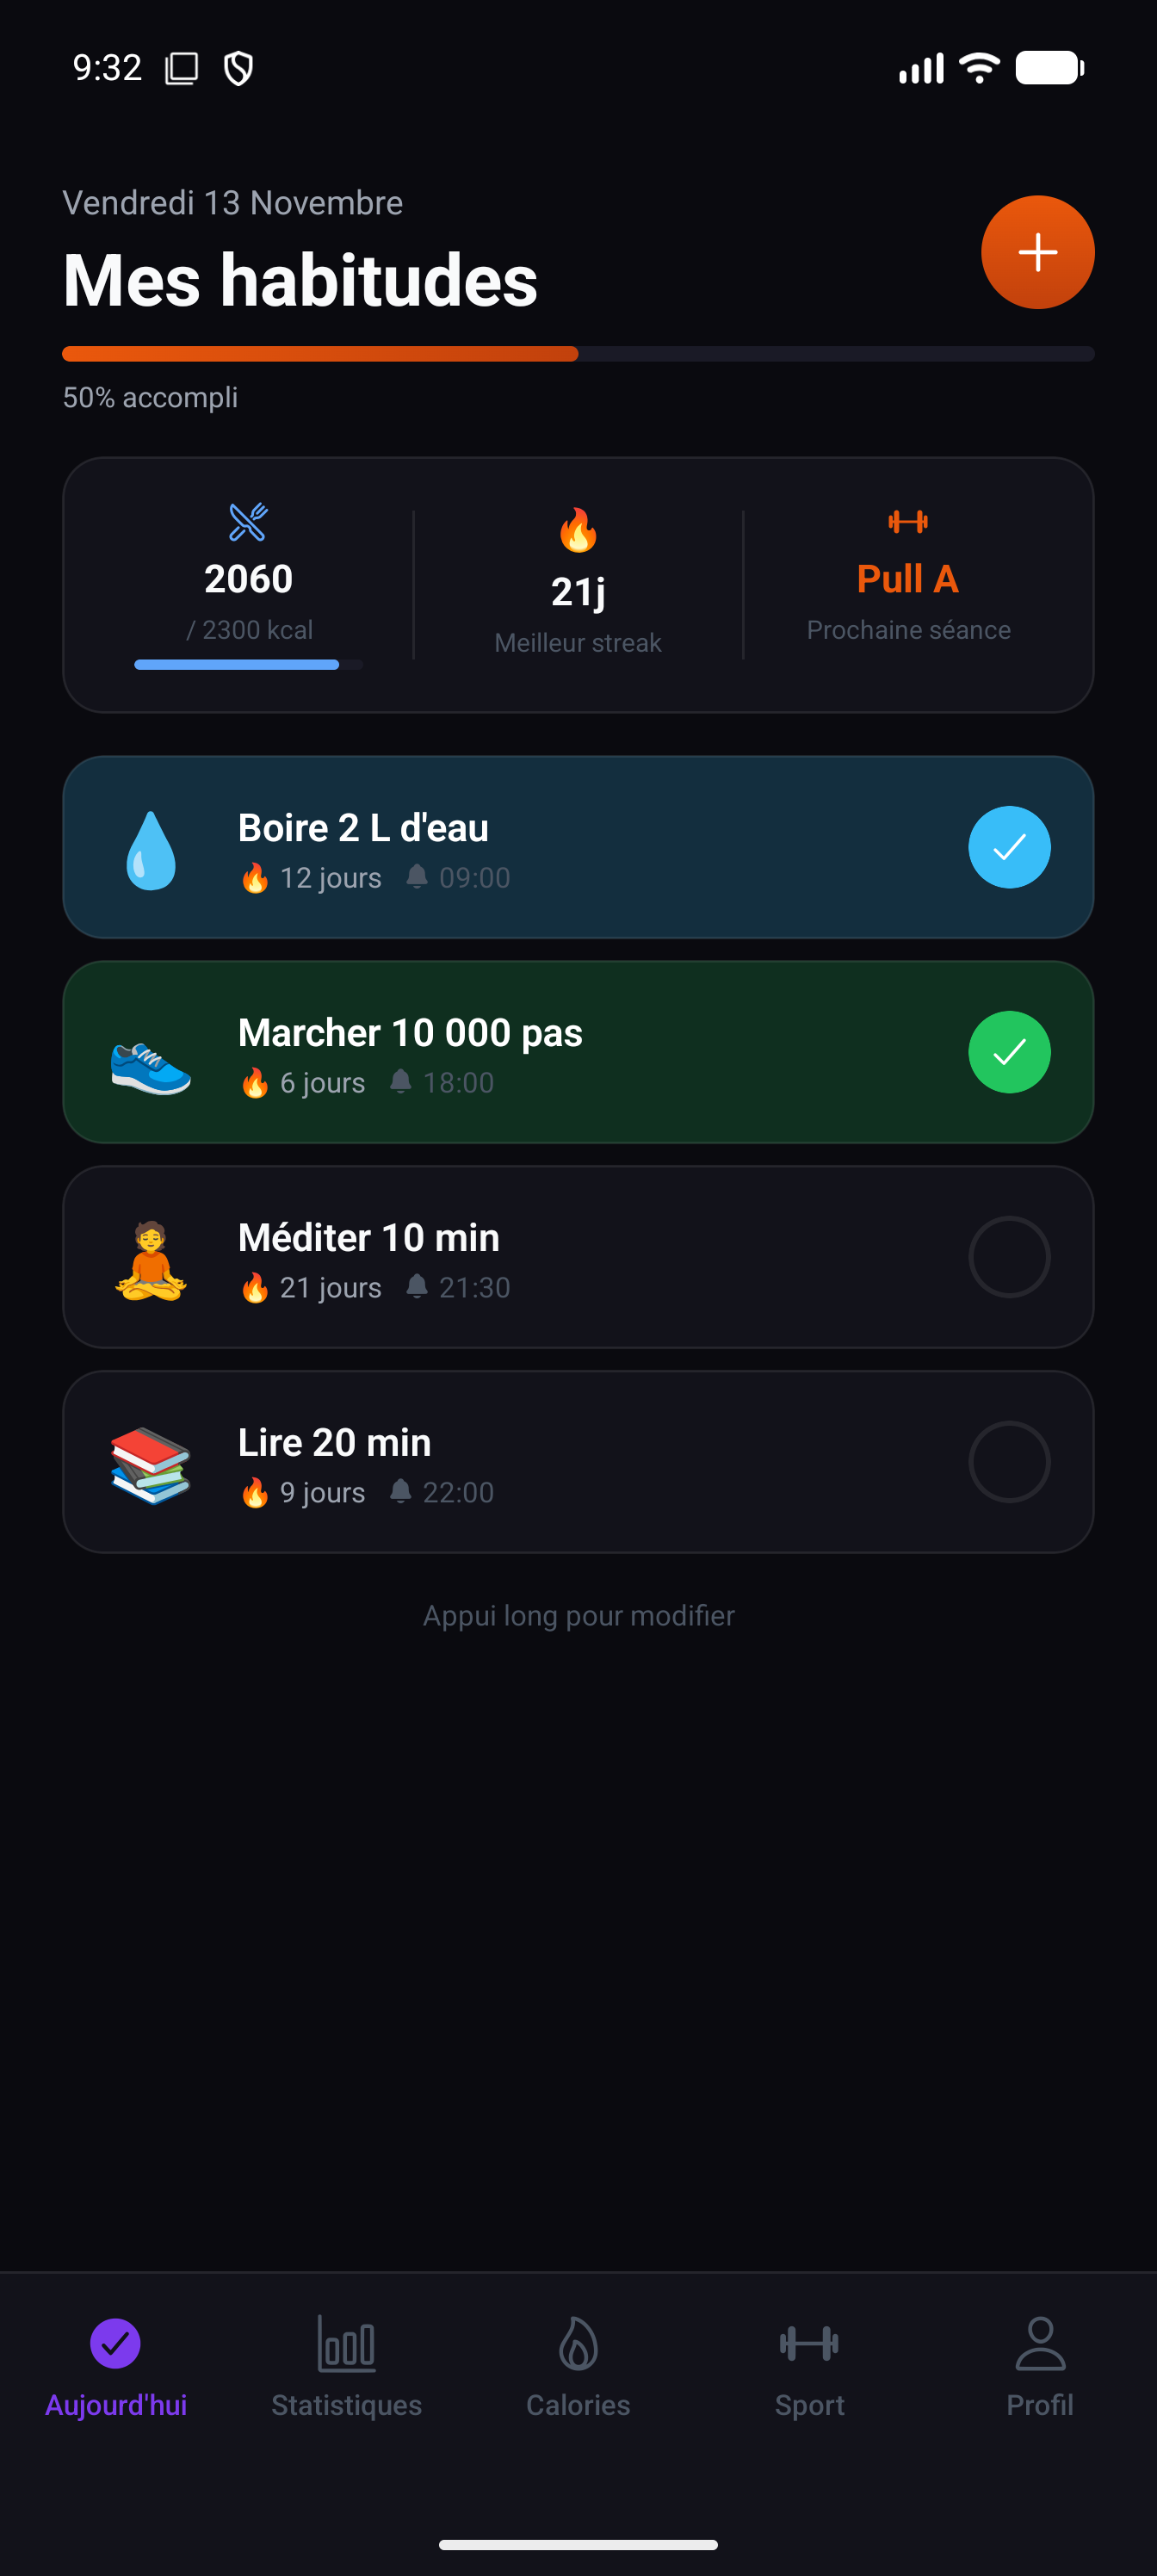 9:32
Vendredi 13 Novembre
Mes habitudes
50% accompli
2060
/ 2300 kcal
21j
Meilleur streak
Pull A
Prochaine séance
Boire 2 L d'eau
🔥 12 jours 09:00
Marcher 10 000 pas
🔥 6 jours 18:00
Méditer 10 min
🔥 21 jours 21:30
Lire 20 min
🔥 9 jours 22:00
Appui long pour modifier
Aujourd'hui
Statistiques
Calories
Sport
Profil